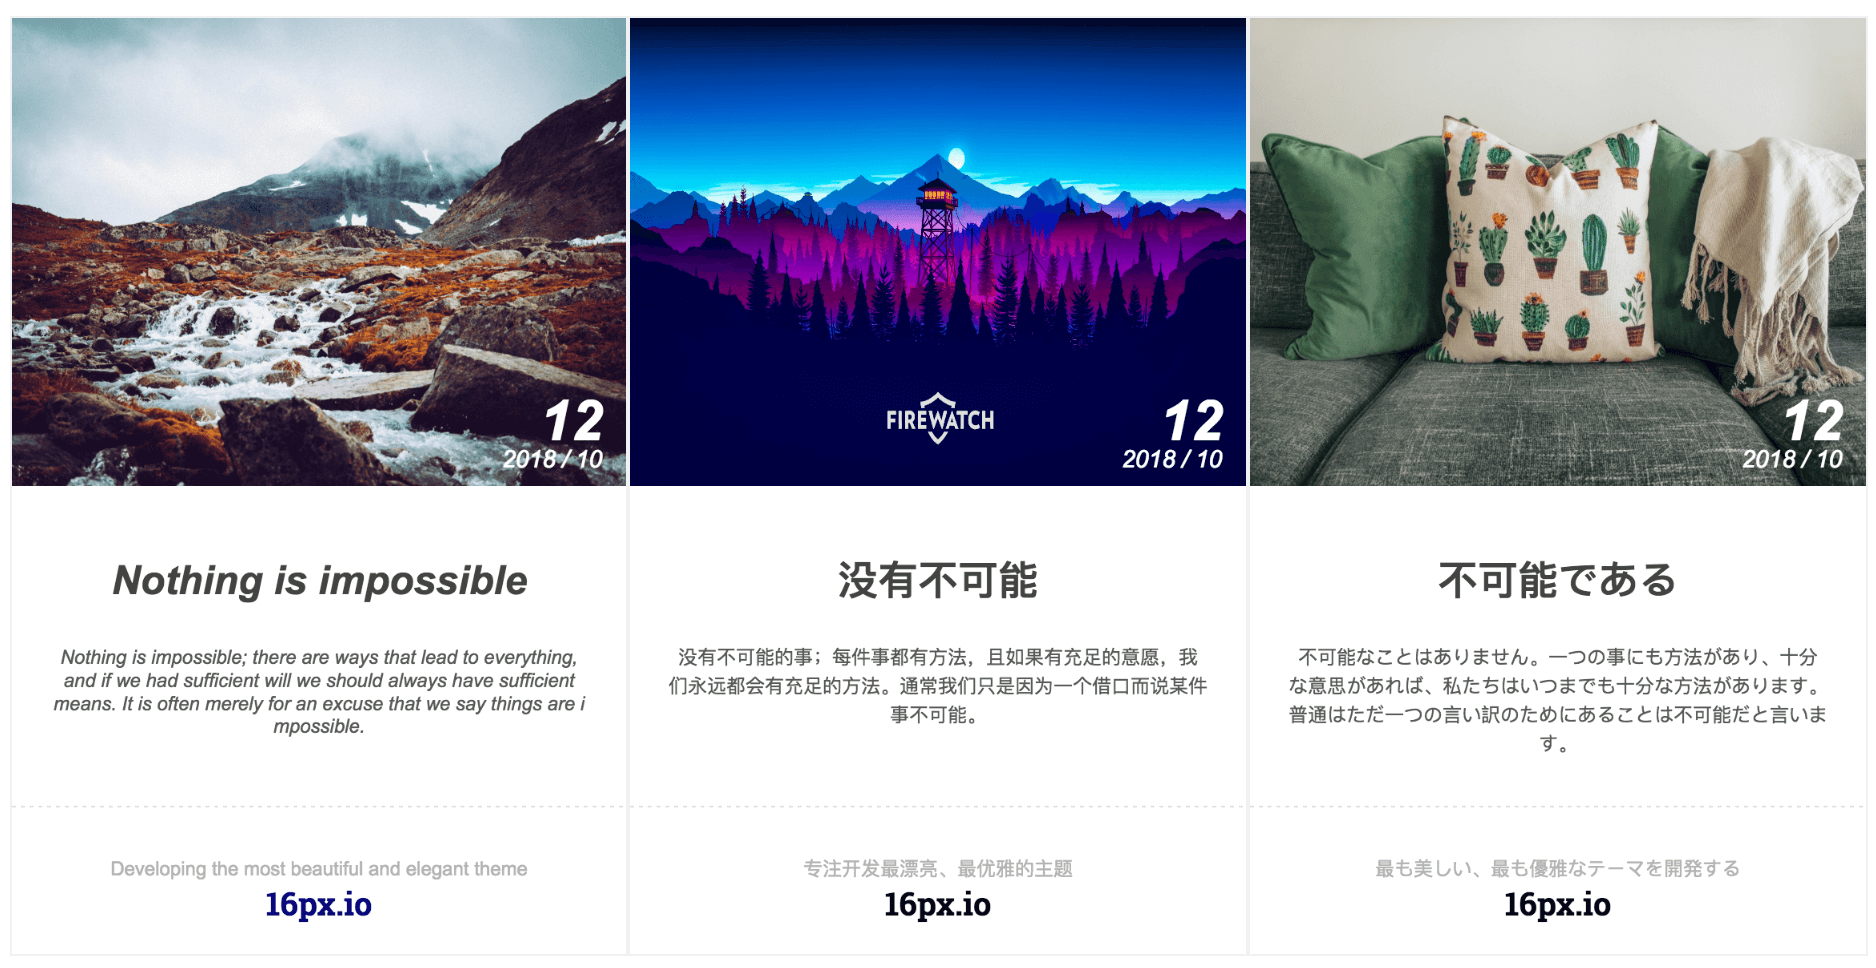 12
2018 / 10
Nothing is impossible
Nothing is impossible; there are ways that lead to everything,
and if we had sufficient will we should always have sufficient
means. It is often merely for an excuse that we say things are i
mpossible.
Developing the most beautiful and elegant theme
16px.io
FIREWATCH
12
2018 / 10
没有不可能
没有不可能的事；每件事都有方法，且如果有充足的意愿，我
们永远都会有充足的方法。通常我们只是因为一个借口而说某件
事不可能。
专注开发最漂亮、最优雅的主题
16px.io
12
2018 / 10
不可能である
不可能なことはありません。一つの事にも方法があり、十分
な意思があれば、私たちはいつまでも十分な方法があります。
普通はただ一つの言い訳のためにあることは不可能だと言いま
す。
最も美しい、最も優雅なテーマを開発する
16px.io